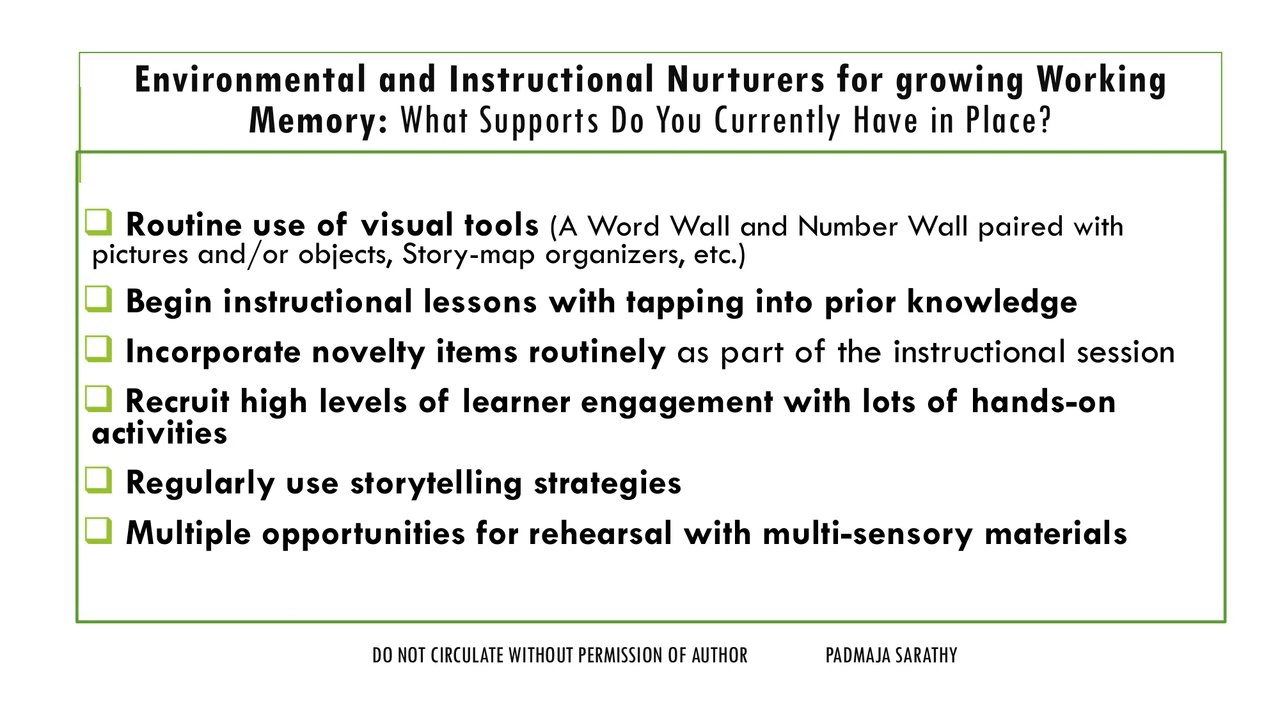 Environmental and Instructional Nurturers for growing Working
Memory: What Supports Do You Currently Have in Place?
❑ Routine use of visual tools (A Word Wall and Number Wall paired with
pictures and/or objects, Story-map organizers, etc.)
❑ Begin instructional lessons with tapping into prior knowledge
❑ Incorporate novelty items routinely as part of the instructional session
❑ Recruit high levels of learner engagement with lots of hands-on
activities
❑ Regularly use storytelling strategies
❑ Multiple opportunities for rehearsal with multi-sensory materials
DO NOT CIRCULATE WITHOUT PERMISSION OF AUTHOR PADMAJA SARATHY